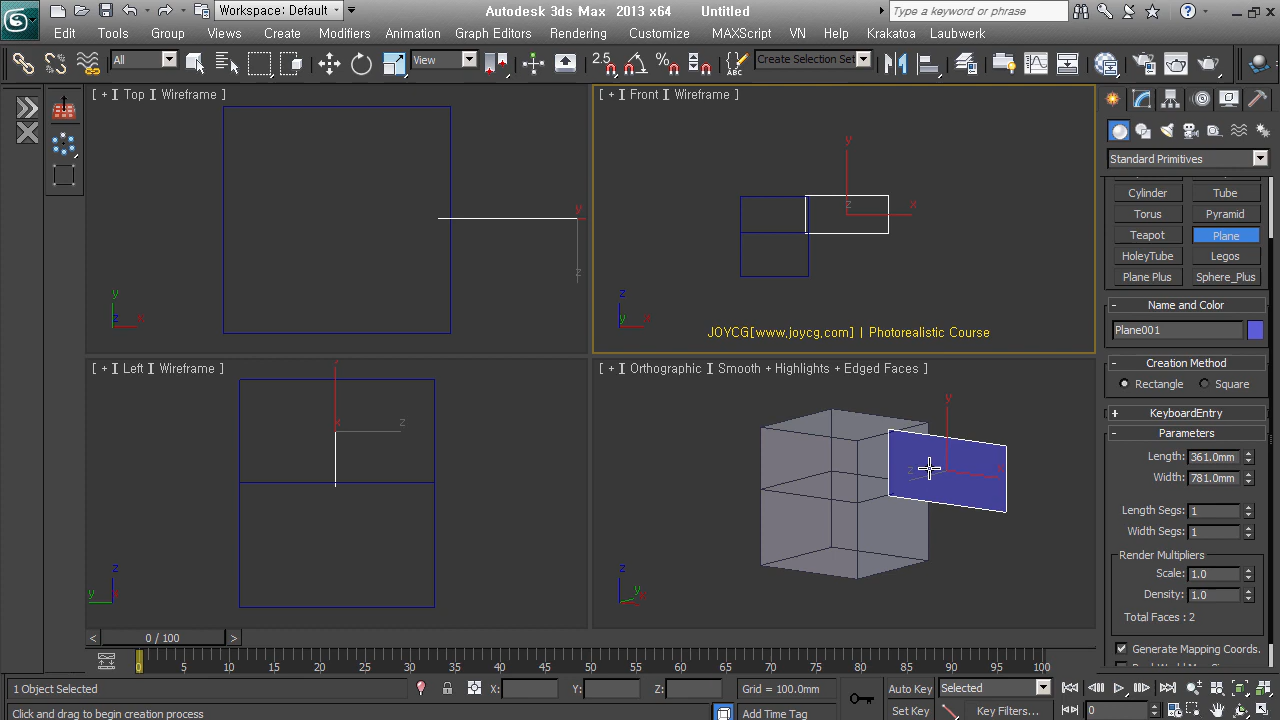 Workspace: Default
Autodesk 3ds Max 2013 x64 Untitled
Type a keyword or phrase
Edit Tools Group Views Create Modifiers Animation Graph Editors Rendering Customize MAXScript VN Help Krakatoa Laubwerk
All
View
2.5
Create Selection Set
[ + ] Top ] Wireframe ]
[ + ] Front ] Wireframe ]
[ + ] Left ] Wireframe ]
[ + ] Orthographic ] Smooth + Highlights + Edged Faces ]
JOYCG[www.joycg.com] | Photorealistic Course
Standard Primitives
Cylinder Tube
Torus Pyramid
Teapot Plane
HoleyTube Legos
Plane Plus Sphere_Plus
- Name and Color
Plane001
- Creation Method
Rectangle Square
+ KeyboardEntry
- Parameters
Length: 361.0mm
Width: 781.0mm
Length Segs: 1
Width Segs: 1
Render Multipliers
Scale: 1.0
Density: 1.0
Total Faces : 2
Generate Mapping Coords.
< 0 / 100 >
0 5 10 15 20 25 30 35 40 45 50 55 60 65 70 75 80 85 90 95 100
1 Object Selected
X: Y: Z:
Grid = 100.0mm
Auto Key
Selected
Click and drag to begin creation process
Add Time Tag
Set Key
Key Filters...
0